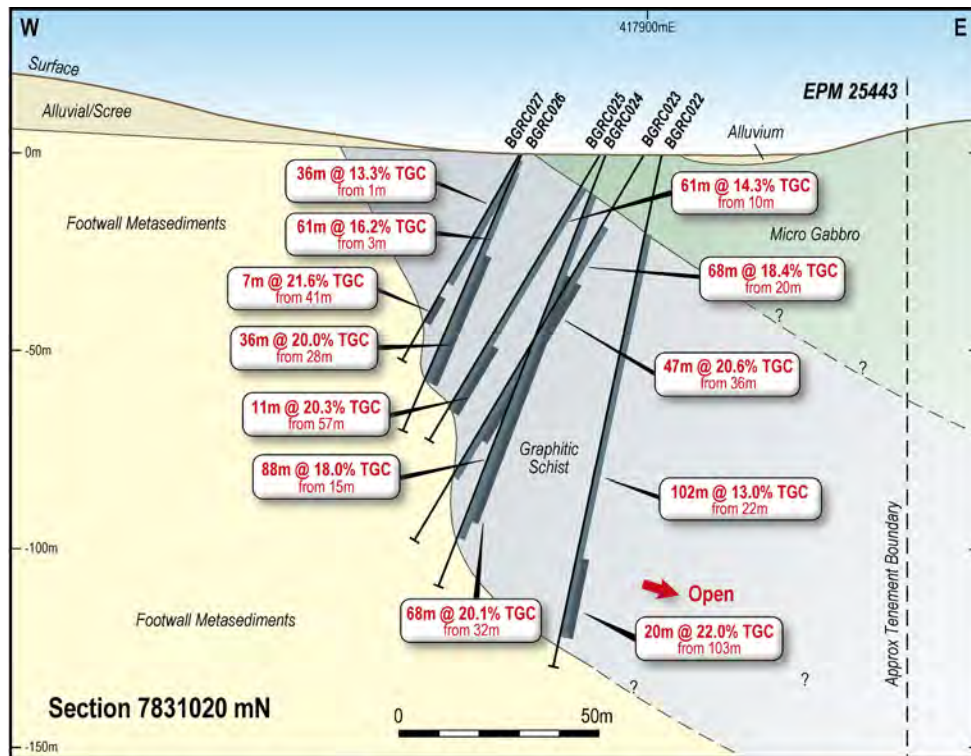 W
417900mE
E
Surface
EPM 25443
Alluvial/Scree
BGRC027
BGRC026
BGRC025
BGRC024
BGRC023
BGRC022
Alluvium
0m
36m @ 13.3% TGC
from 1m
61m @ 14.3% TGC
from 10m
Footwall Metasediments
61m @ 16.2% TGC
from 3m
Micro Gabbro
7m @ 21.6% TGC
from 41m
68m @ 18.4% TGC
from 20m
?
36m @ 20.0% TGC
from 28m
-50m
?
47m @ 20.6% TGC
from 36m
11m @ 20.3% TGC
from 57m
Graphitic
Schist
88m @ 18.0% TGC
from 15m
102m @ 13.0% TGC
from 22m
-100m
Open
Approx Tenement Boundary
Footwall Metasediments
68m @ 20.1% TGC
from 32m
20m @ 22.0% TGC
from 103m
?
?
Section 7831020 mN
0
50m
-150m